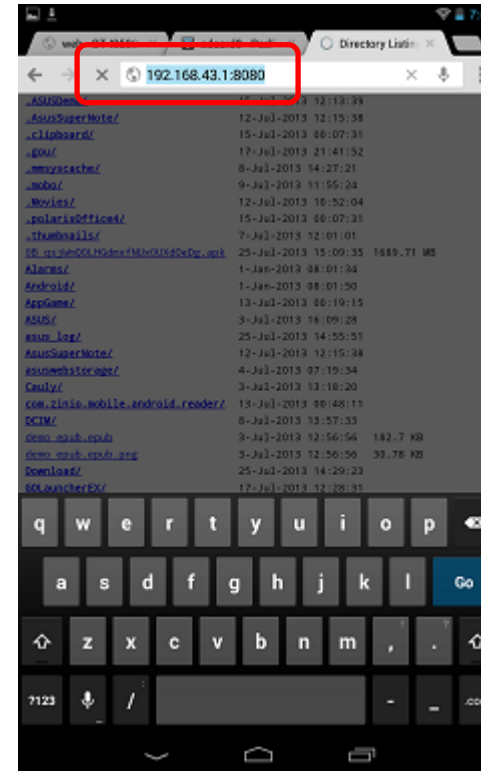 Directory Listin
192.168.43.1:8080
.AsusSuperNote/ 12-Jul-2013 12:15:38
.clipboard/ 15-Jul-2013 00:07:31
.gou/ 17-Jul-2013 21:41:52
.mmsyscache/ 8-Jul-2013 14:27:21
.mobo/ 9-Jul-2013 11:55:24
.Movies/ 12-Jul-2013 10:52:04
.polarisOffice4/ 15-Jul-2013 00:07:31
.thumbnails/ 7-Jul-2013 12:01:01
25-Jul-2013 15:09:35 1689.71 MB
Alarms/ 1-Jan-2013 08:01:34
Android/ 1-Jan-2013 08:01:50
AppGame/ 13-Jul-2013 00:19:15
ASUS/ 3-Jul-2013 16:09:28
asus_log/ 25-Jul-2013 14:55:51
AsusSuperNote/ 12-Jul-2013 12:15:38
asuswebstorage/ 4-Jul-2013 07:19:34
Cauly/ 3-Jul-2013 13:18:20
com.zinio.mobile.android.reader/ 13-Jul-2013 00:48:11
DCIM/ 8-Jul-2013 13:57:33
demo_epub.epub 3-Jul-2013 12:56:56 182.7 KB
demo_epub.epub.png 3-Jul-2013 12:56:56 30.78 KB
Download/ 25-Jul-2013 14:29:23
GOLauncherEX/ 17-Jul-2013 12:28:31
q w e r t y u i o p
a s d f g h j k l Go
z x c v b n m , .
?123 / - _ .co